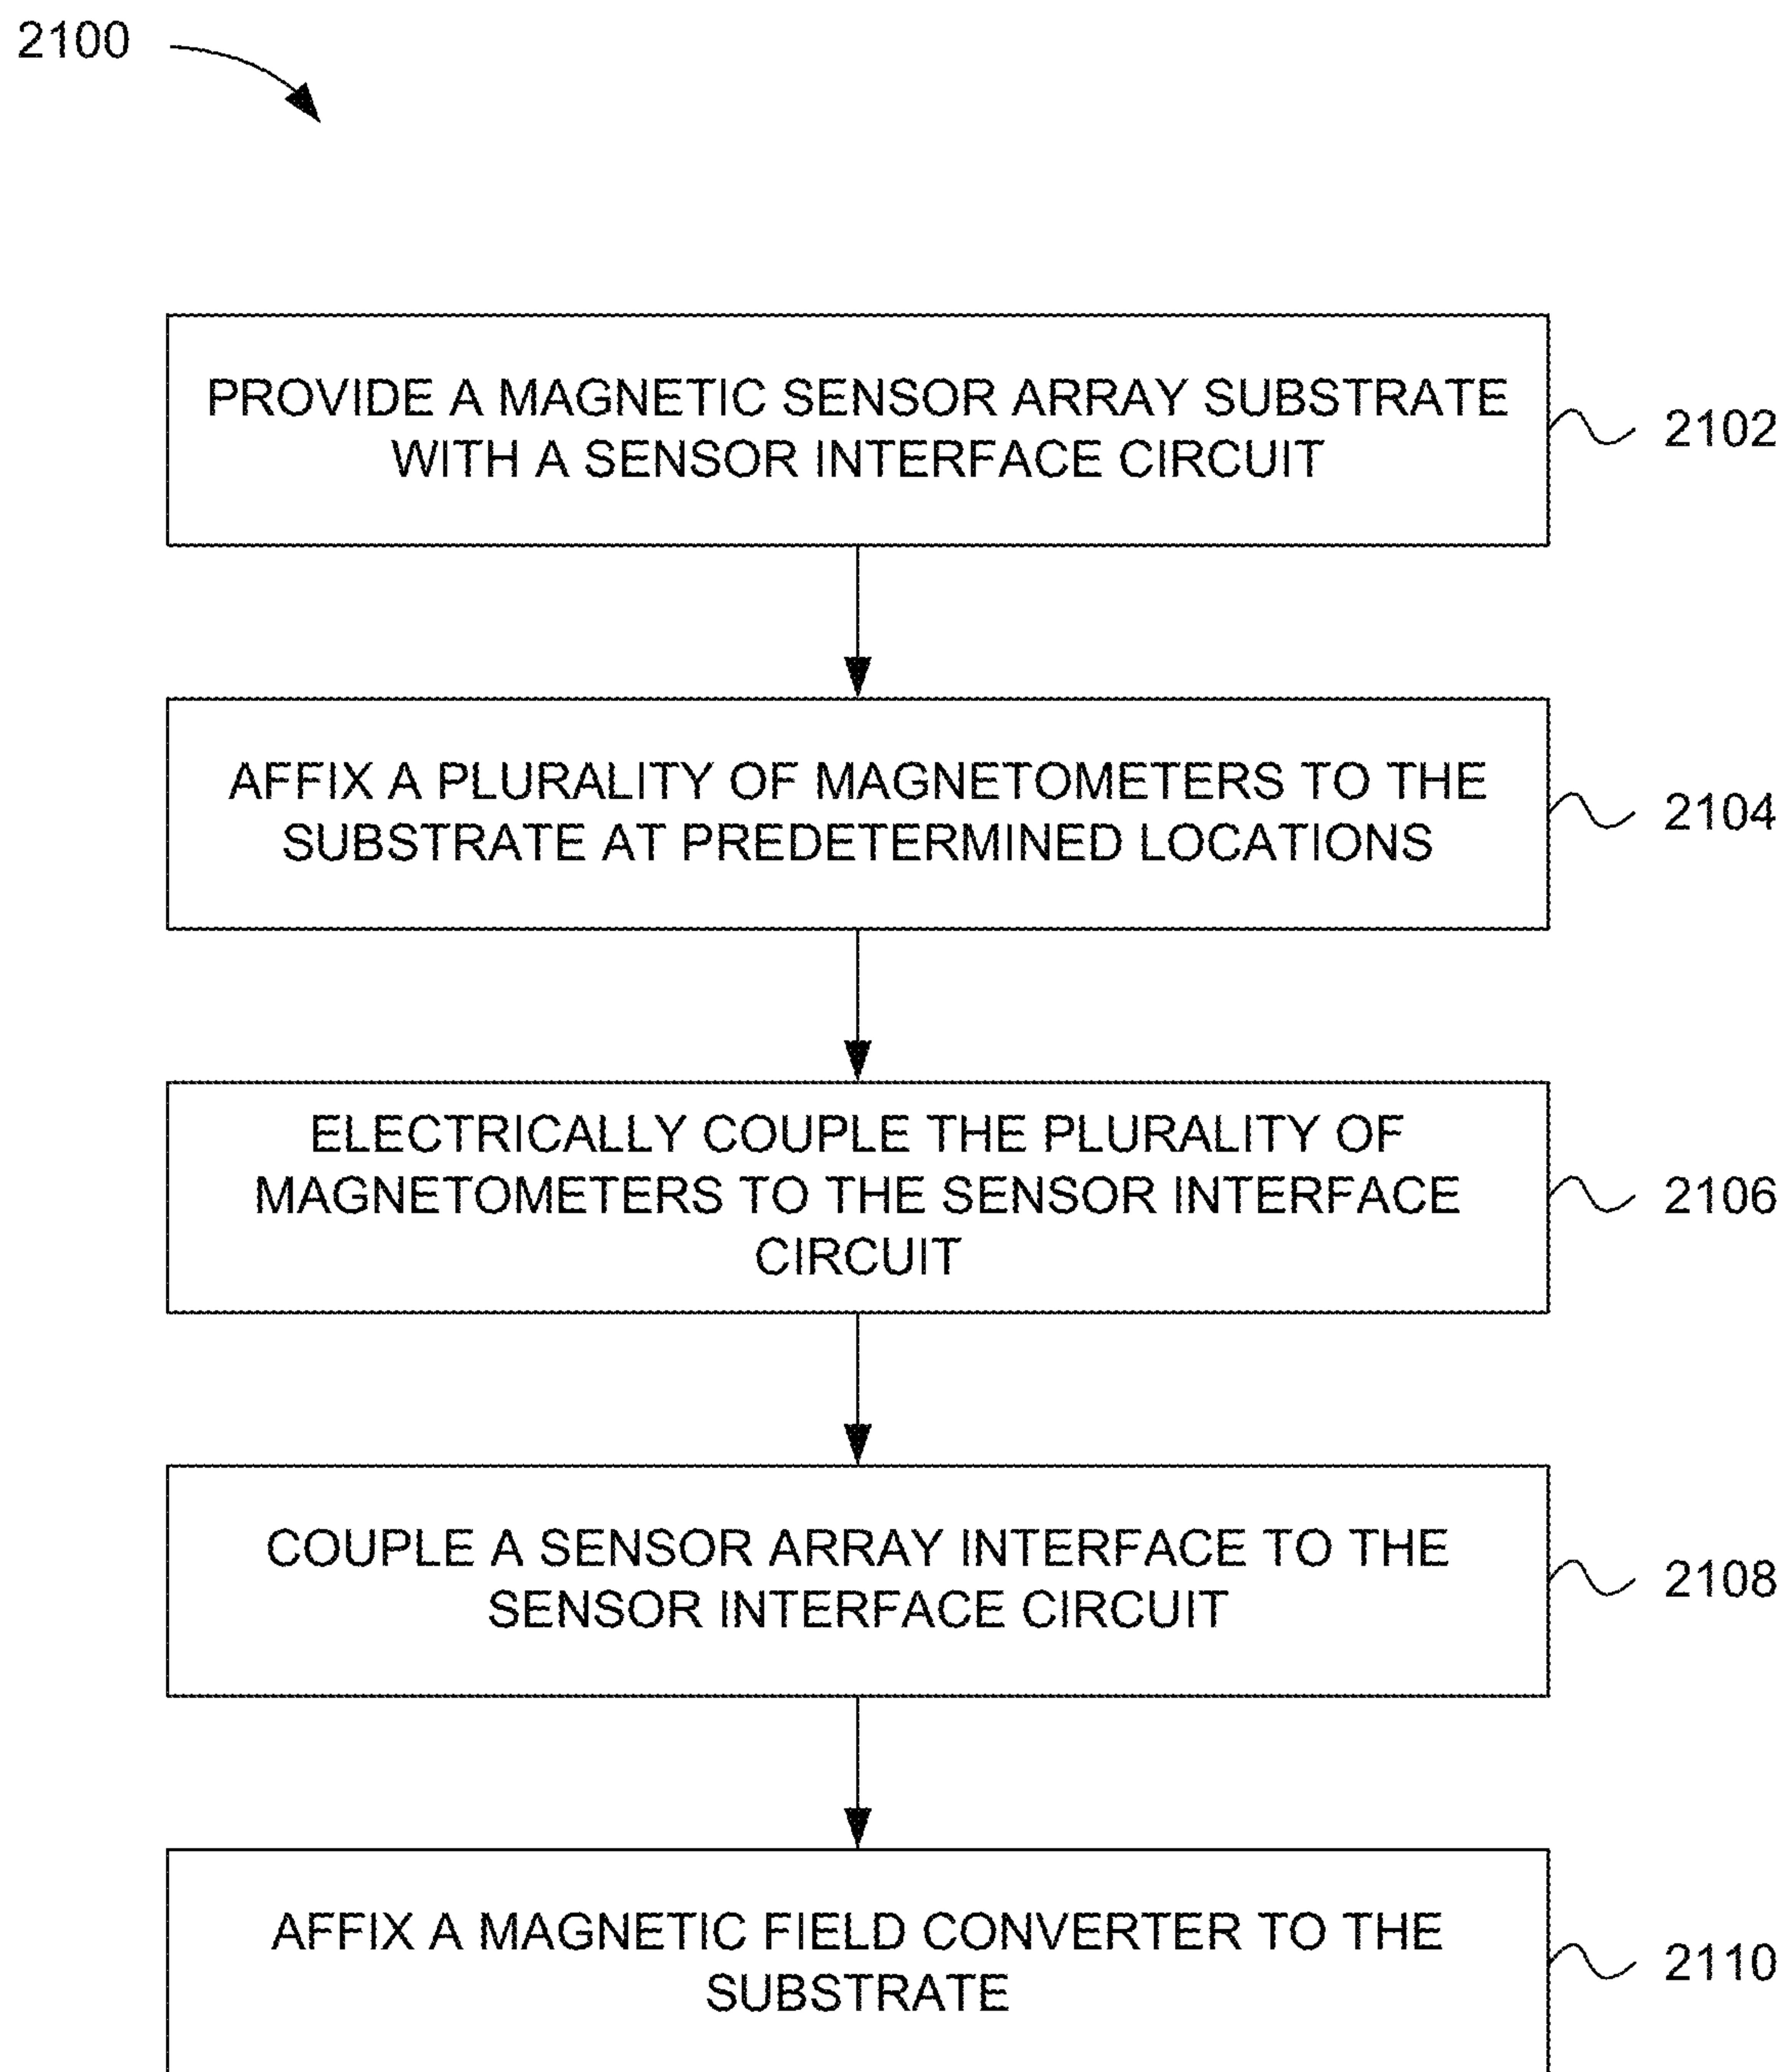 2100
PROVIDE A MAGNETIC SENSOR ARRAY SUBSTRATE
WITH A SENSOR INTERFACE CIRCUIT
2102
AFFIX A PLURALITY OF MAGNETOMETERS TO THE
SUBSTRATE AT PREDETERMINED LOCATIONS
2104
ELECTRICALLY COUPLE THE PLURALITY OF
MAGNETOMETERS TO THE SENSOR INTERFACE
CIRCUIT
2106
COUPLE A SENSOR ARRAY INTERFACE TO THE
SENSOR INTERFACE CIRCUIT
2108
AFFIX A MAGNETIC FIELD CONVERTER TO THE
SUBSTRATE
2110